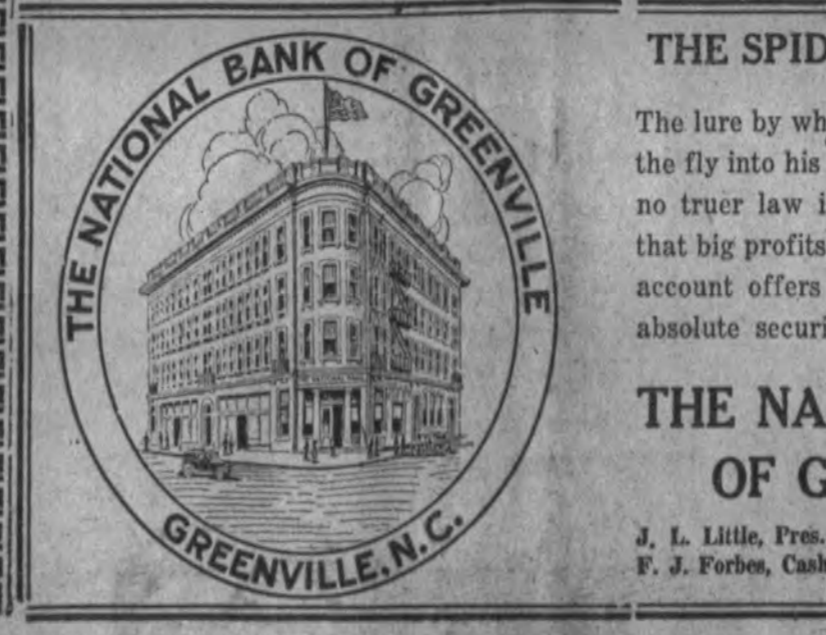 THE NATIONAL BANK OF GREENVILLE
GREENVILLE, N.C.
THE SPID
The lure by wh
the fly into his
no truer law i
that big profits
account offers
absolute securi
THE NA
OF G
J. L. Little, Pres.
F. J. Forbes, Cash